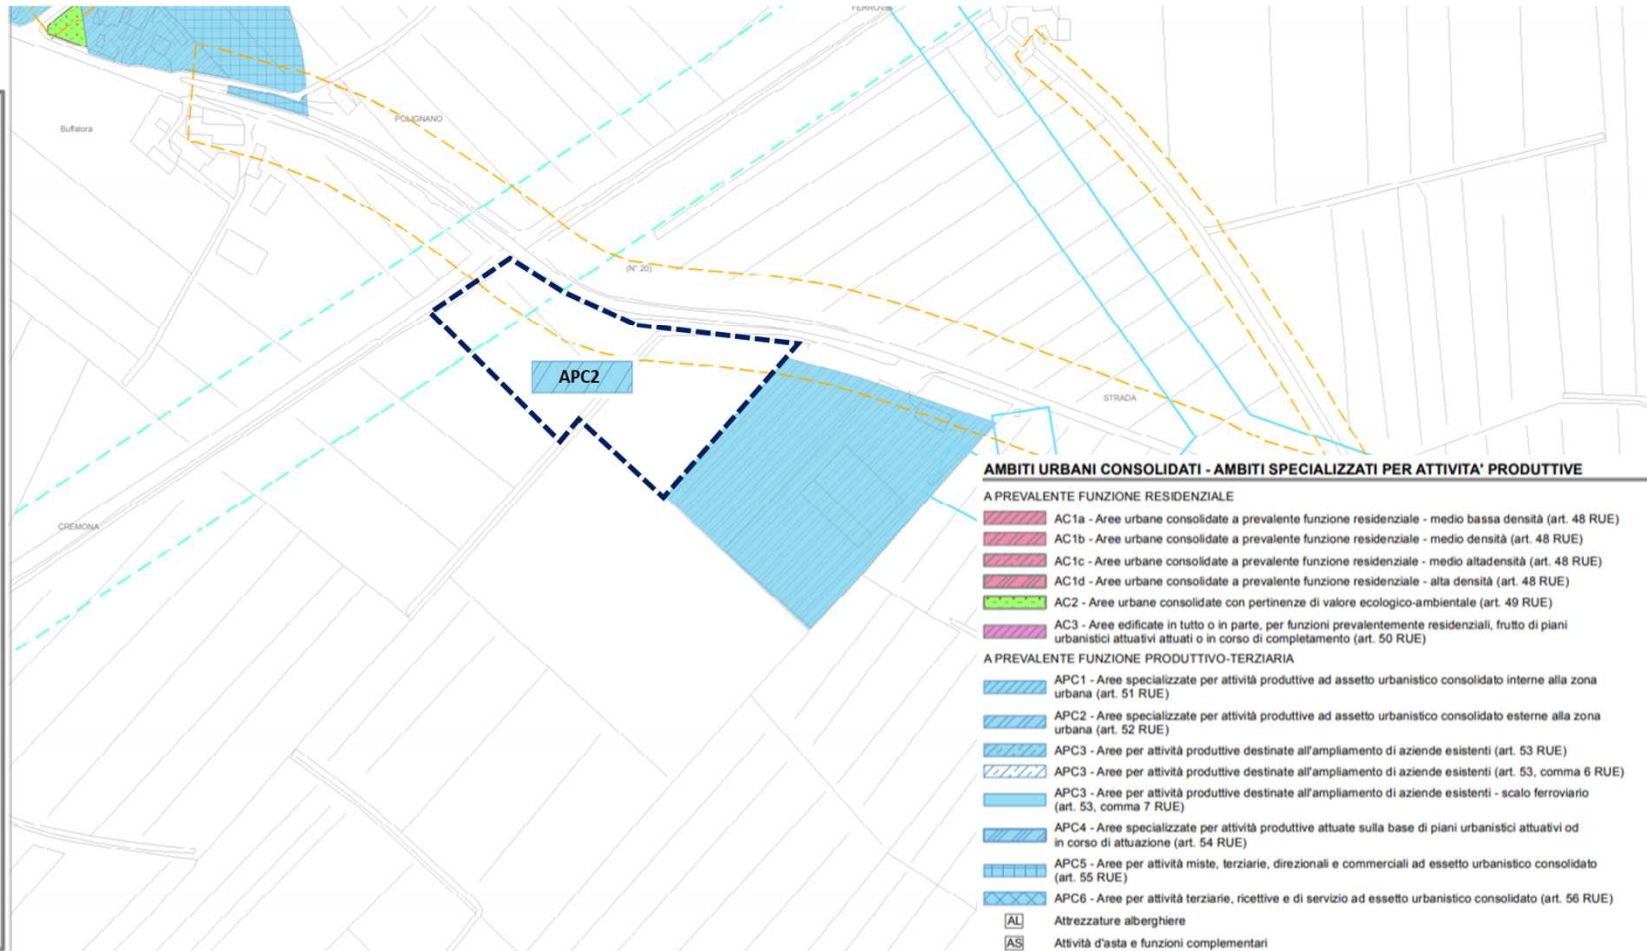 FERROVIA
Buffalora
POLIGNANO
(N° 20)
APC2
STRADA
CREMONA
AMBITI URBANI CONSOLIDATI - AMBITI SPECIALIZZATI PER ATTIVITA' PRODUTTIVE
A PREVALENTE FUNZIONE RESIDENZIALE
AC1a - Aree urbane consolidate a prevalente funzione residenziale - medio bassa densità (art. 48 RUE)
AC1b - Aree urbane consolidate a prevalente funzione residenziale - medio densità (art. 48 RUE)
AC1c - Aree urbane consolidate a prevalente funzione residenziale - medio altadensità (art. 48 RUE)
AC1d - Aree urbane consolidate a prevalente funzione residenziale - alta densità (art. 48 RUE)
AC2 - Aree urbane consolidate con pertinenze di valore ecologico-ambientale (art. 49 RUE)
AC3 - Aree edificate in tutto o in parte, per funzioni prevalentemente residenziali, frutto di piani
urbanistici attuativi attuati o in corso di completamento (art. 50 RUE)
A PREVALENTE FUNZIONE PRODUTTIVO-TERZIARIA
APC1 - Aree specializzate per attività produttive ad assetto urbanistico consolidato interne alla zona
urbana (art. 51 RUE)
APC2 - Aree specializzate per attività produttive ad assetto urbanistico consolidato esterne alla zona
urbana (art. 52 RUE)
APC3 - Aree per attività produttive destinate all'ampliamento di aziende esistenti (art. 53 RUE)
APC3 - Aree per attività produttive destinate all'ampliamento di aziende esistenti (art. 53, comma 6 RUE)
APC3 - Aree per attività produttive destinate all'ampliamento di aziende esistenti - scalo ferroviario
(art. 53, comma 7 RUE)
APC4 - Aree specializzate per attività produttive attuate sulla base di piani urbanistici attuativi od
in corso di attuazione (art. 54 RUE)
APC5 - Aree per attività miste, terziarie, direzionali e commerciali ad essetto urbanistico consolidato
(art. 55 RUE)
APC6 - Aree per attività terziarie, ricettive e di servizio ad essetto urbanistico consolidato (art. 56 RUE)
AL Attrezzature alberghiere
AS Attività d'asta e funzioni complementari